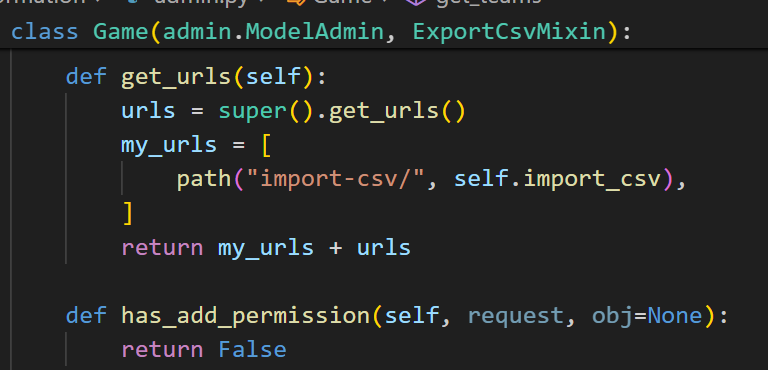 class Game(admin.ModelAdmin, ExportCsvMixin):
    def get_urls(self):
        urls = super().get_urls()
        my_urls = [
            path("import-csv/", self.import_csv),
        ]
        return my_urls + urls
    def has_add_permission(self, request, obj=None):
        return False